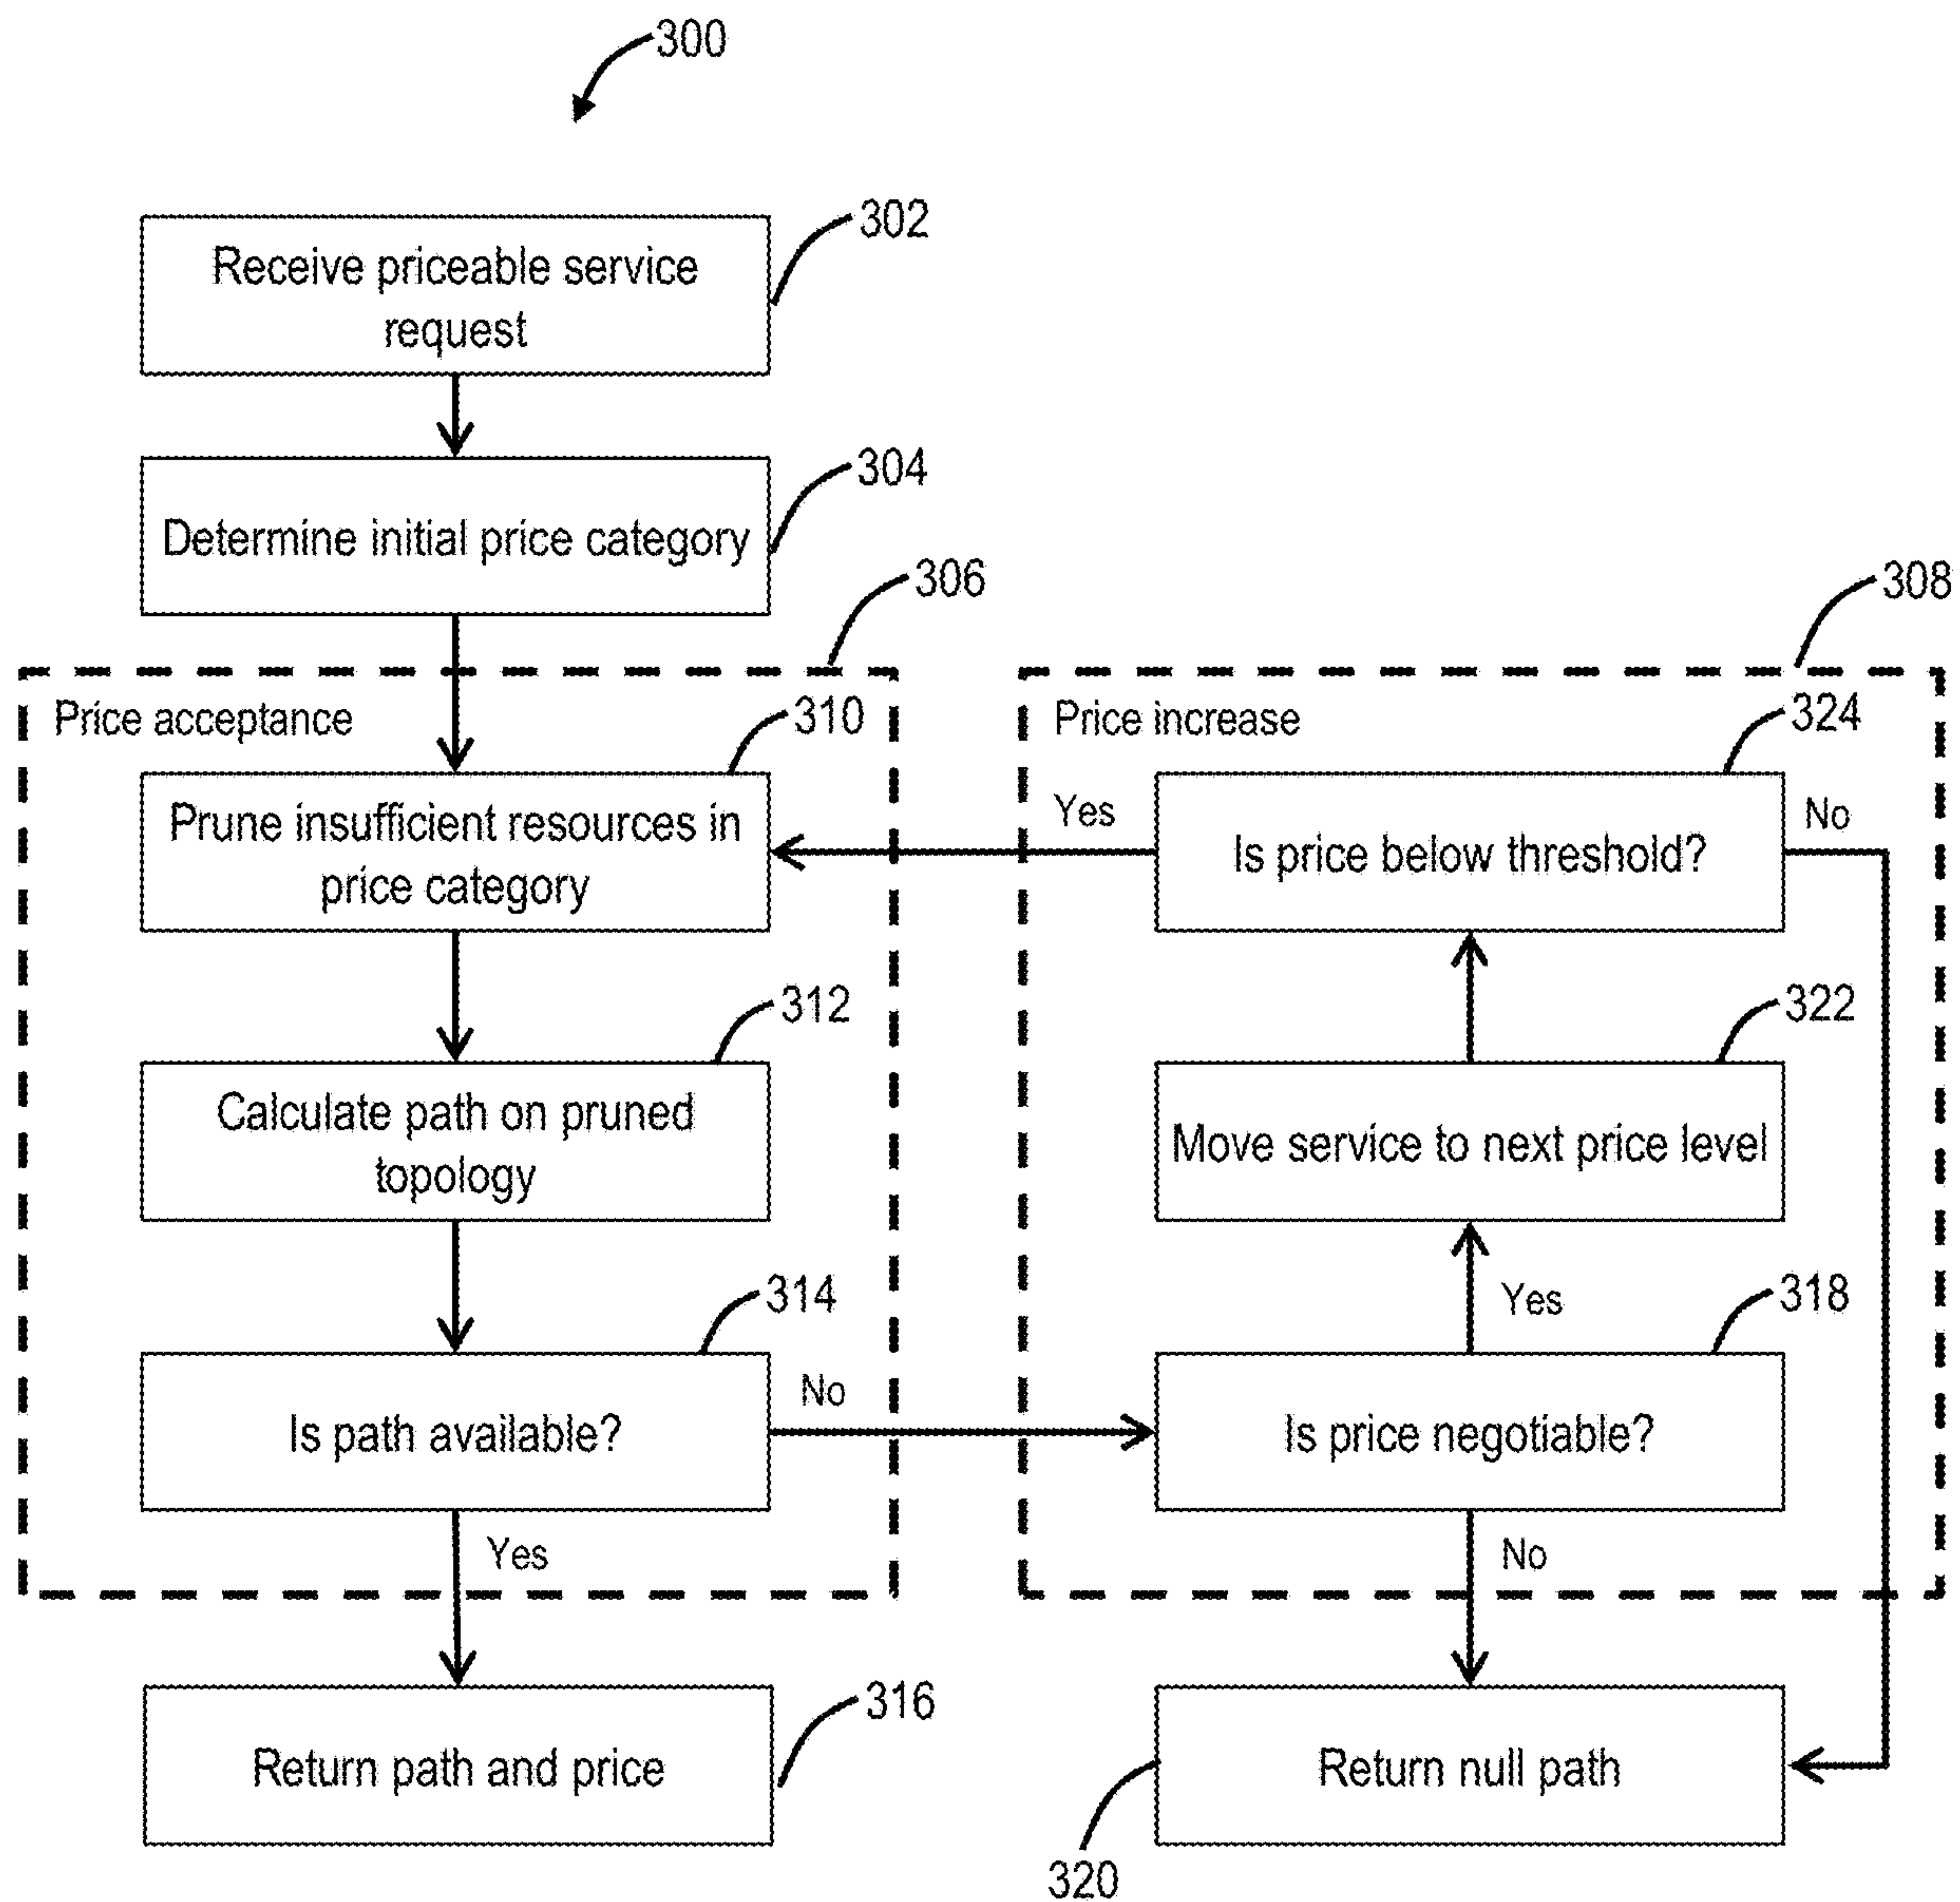 300
302
Receive priceable service
request
304
Determine initial price category
306
308
Price acceptance
310
Price increase
324
Prune insufficient resources in
price category
Yes
Is price below threshold?
No
312
322
Calculate path on pruned
topology
Move service to next price level
314
Yes
318
Is path available?
No
Is price negotiable?
Yes
No
316
Return path and price
Return null path
320